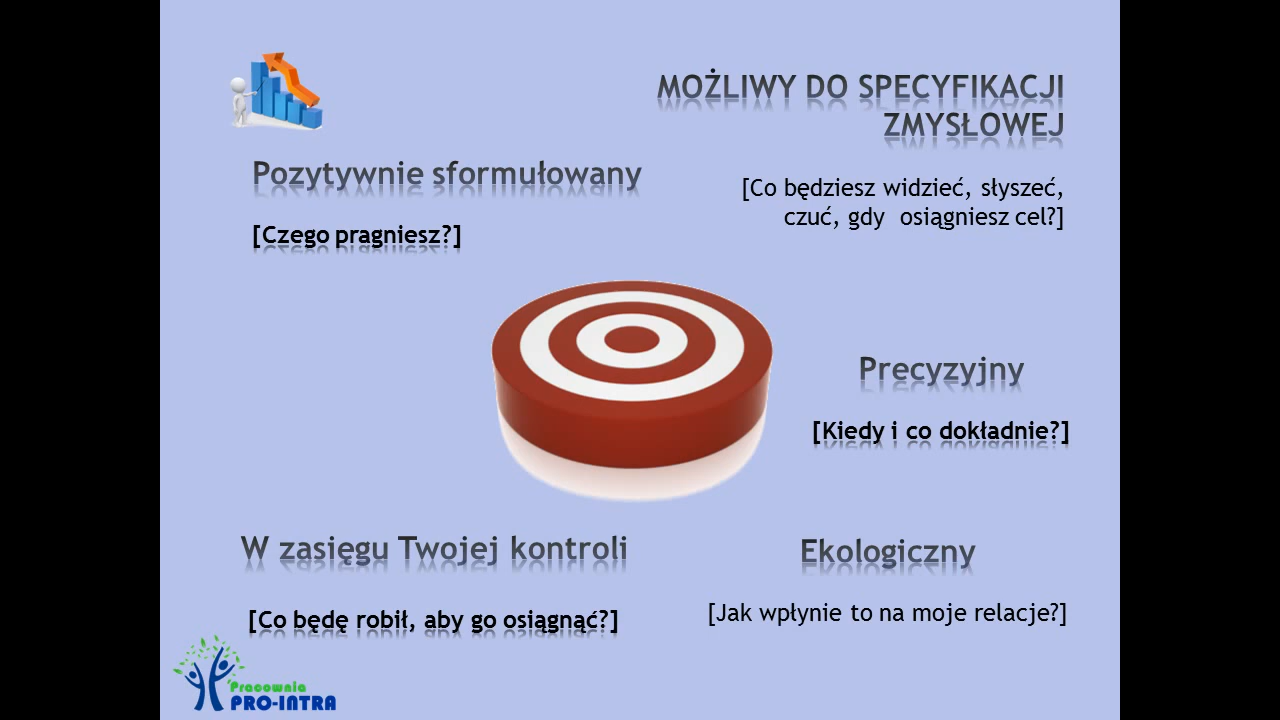 MOŻLIWY DO SPECYFIKACJI
ZMYSŁOWEJ
Pozytywnie sformułowany
[Co będziesz widzieć, słyszeć,
czuć, gdy osiągniesz cel?]
[Czego pragniesz?]
Precyzyjny
[Kiedy i co dokładnie?]
W zasięgu Twojej kontroli
Ekologiczny
[Co będę robił, aby go osiągnąć?]
[Jak wpłynie to na moje relacje?]
Pracownia
PRO-INTRA